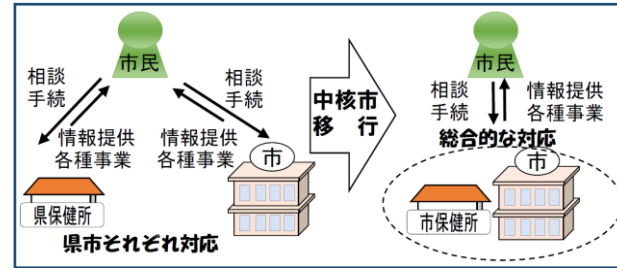 市民
相談
手続
相談
手続
情報提供
各種事業
情報提供
各種事業
市
県保健所
県市それぞれ対応
中核市
移行
市民
相談
手続
情報提供
各種事業
総合的な対応
市
市保健所